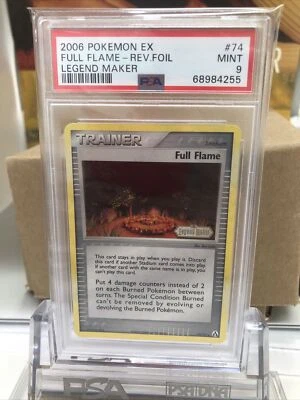 2006 POKEMON EX #74
FULL FLAME - REV.FOIL MINT
LEGEND MAKER 9
PSA 68984255
TRAINER
Full Flame
Legend Maker
This card stays in play when you play it. Discard
this card if another Stadium card comes into play.
If another card with the same name is in play, you
can't play this card.
Put 4 damage counters instead of 2
on each Burned Pokémon between
turns. The Special Condition Burned
can't be removed by evolving or
devolving the Burned Pokémon.
PSA PSA/DNA